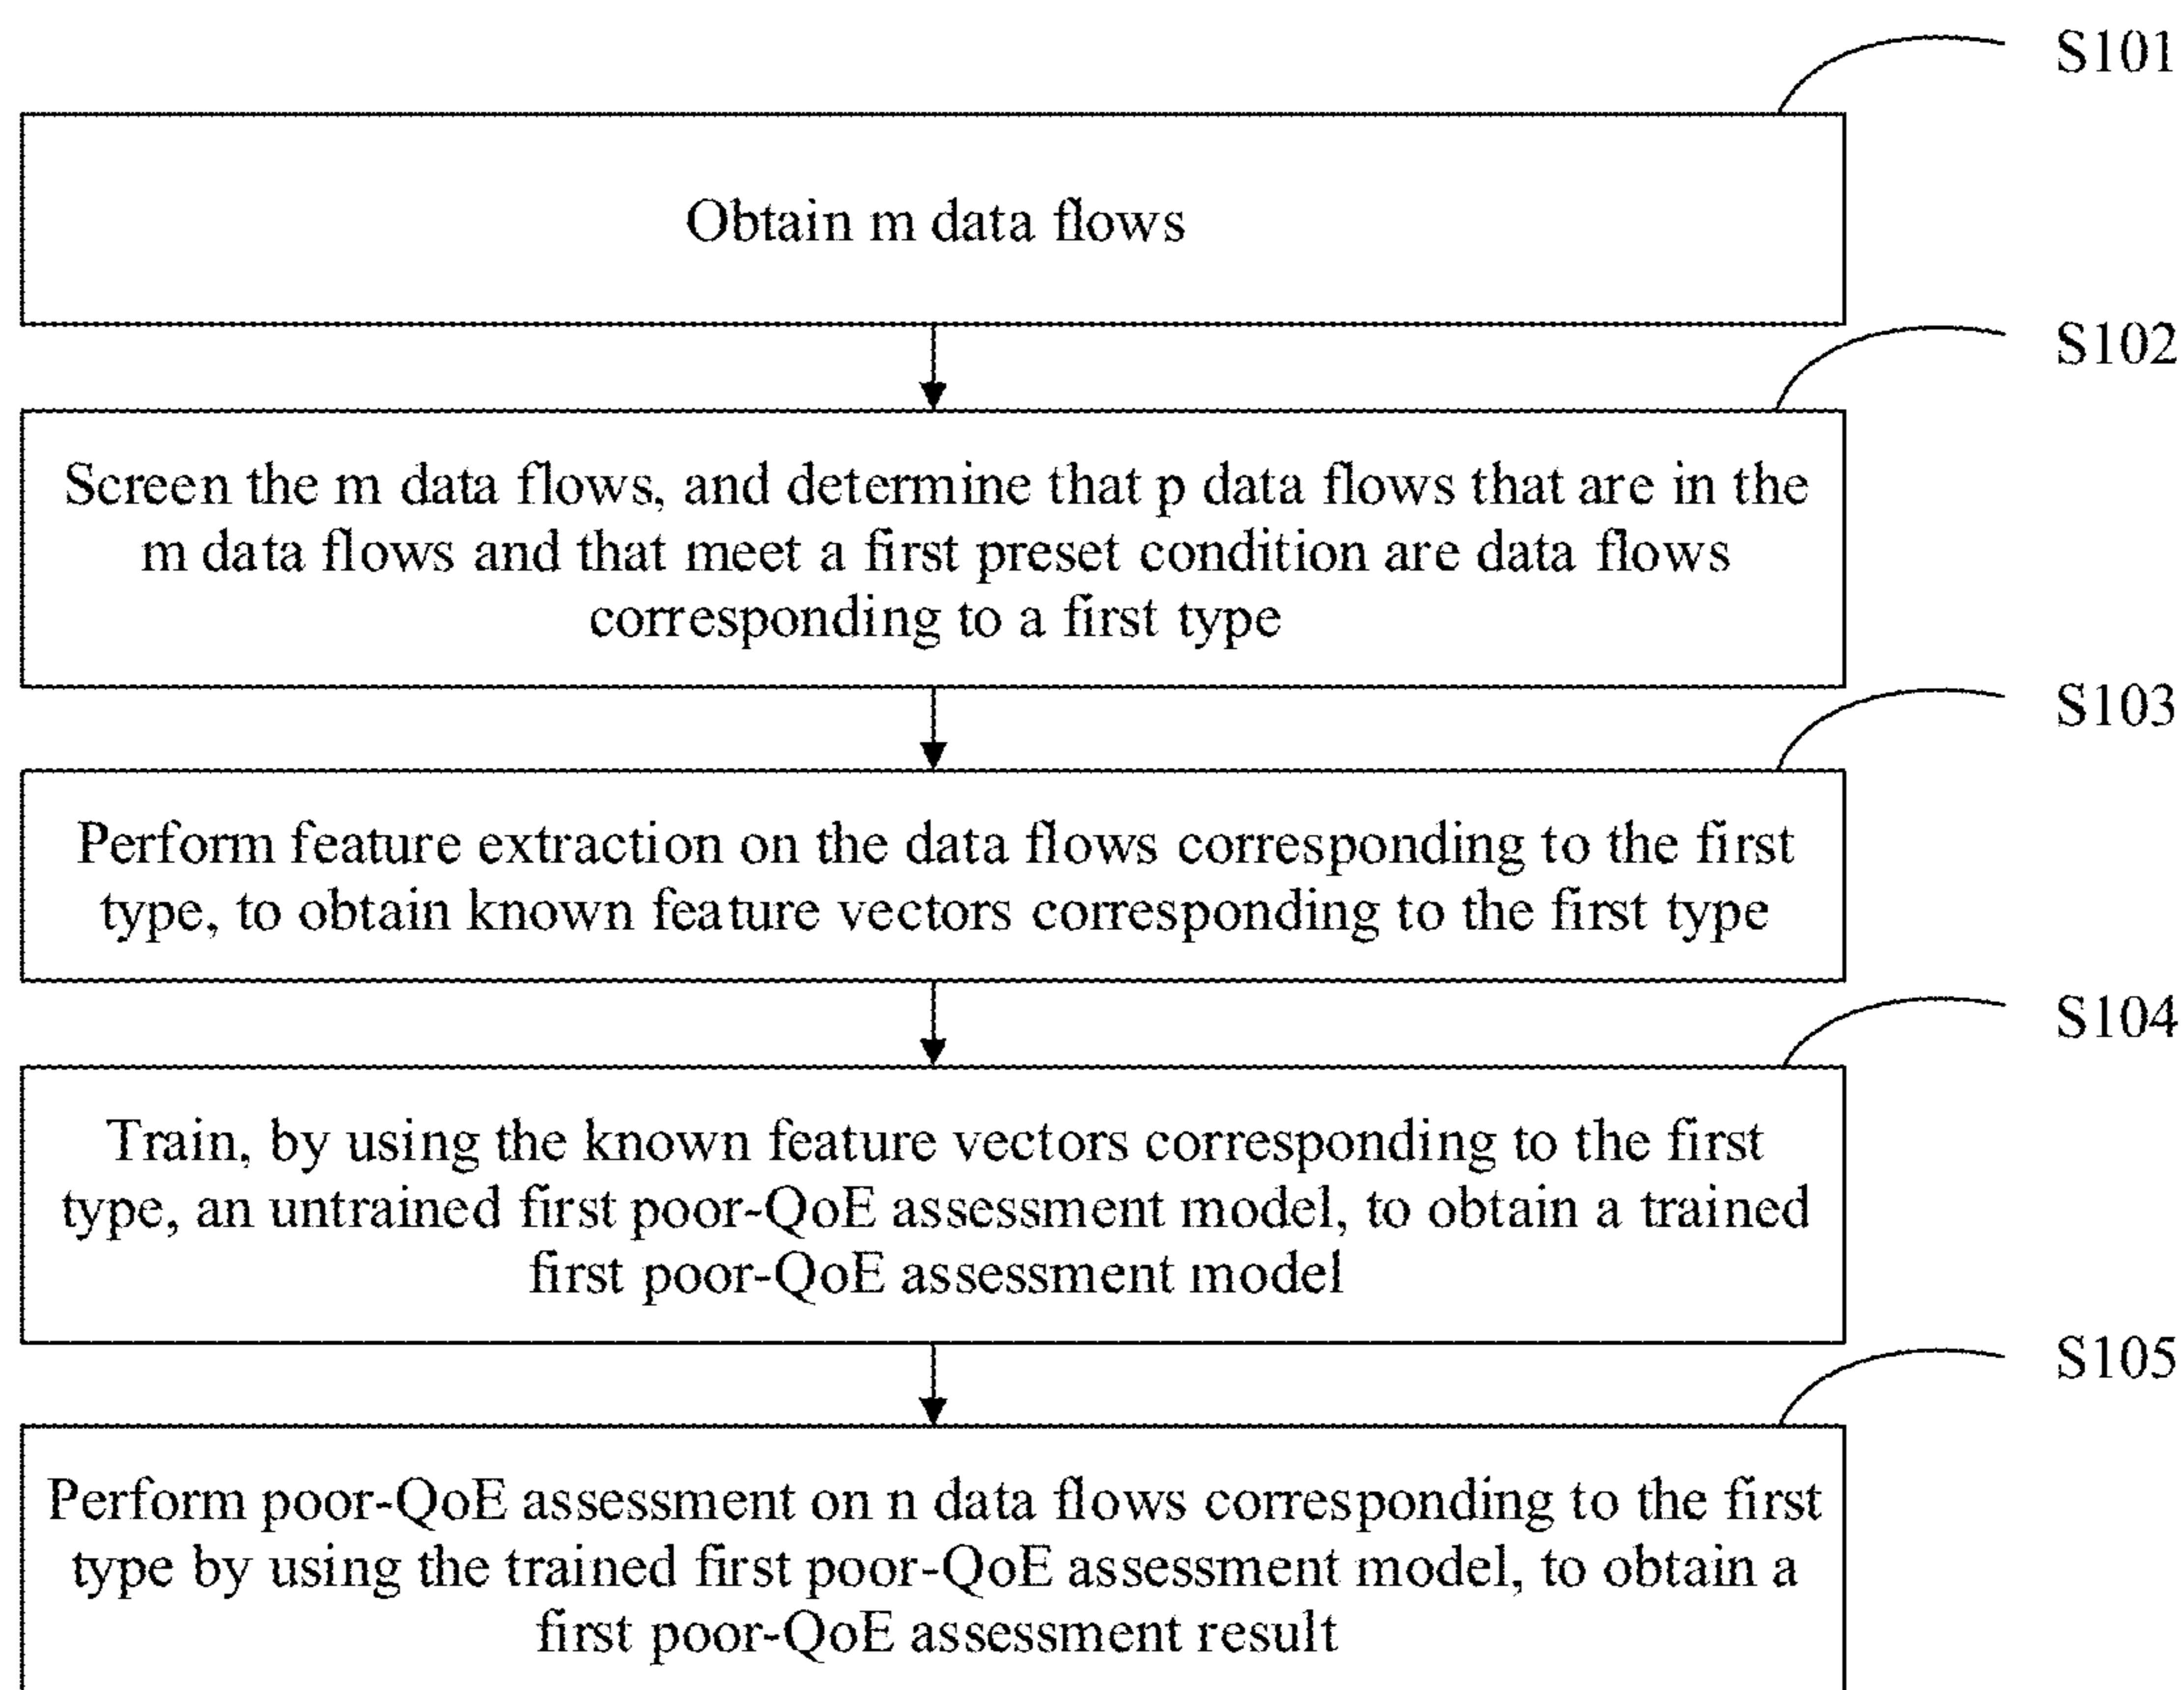 S101
Obtain m data flows
S102
Screen the m data flows, and determine that p data flows that are in the
m data flows and that meet a first preset condition are data flows
corresponding to a first type
S103
Perform feature extraction on the data flows corresponding to the first
type, to obtain known feature vectors corresponding to the first type
S104
Train, by using the known feature vectors corresponding to the first
type, an untrained first poor-QoE assessment model, to obtain a trained
first poor-QoE assessment model
S105
Perform poor-QoE assessment on n data flows corresponding to the first
type by using the trained first poor-QoE assessment model, to obtain a
first poor-QoE assessment result